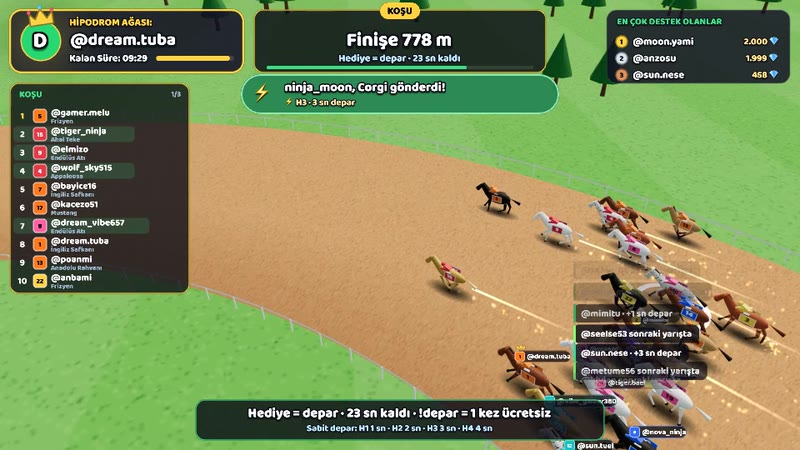 HİPODROM AĞASI:
D
@dream.tuba
Kalan Süre: 09:29
KOŞU
Finişe 778 m
Hediye = depar · 23 sn kaldı
EN ÇOK DESTEK OLANLAR
1 @moon.yami 2.000
2 @anzosu 1.999
3 @sun.nese 458
ninja_moon, Corgi gönderdi!
H3 · 3 sn depar
KOŞU 1/3
1 5 @gamer.melu
Frizyen
2 15 @tiger_ninja
Ahal Teke
3 9 @elmizo
Endülüs Atı
4 4 @wolf_sky515
Appaloosa
5 7 @bayice16
İngiliz Safkanı
6 17 @kacezo51
Mustang
7 @dream_vibe657
Endülüs Atı
8 1 @dream.tuba
İngiliz Safkanı
9 13 @poanmi
Anadolu Rahvanı
10 22 @anbami
Frizyen
@mimitu · +1 sn depar
@seelse53 sonraki yarışta
@sun.nese · +3 sn depar
@metume56 sonraki yarışta
@dream.tuba
@tiger.bael
@nova_ninja
12 @sun.tuel
Hediye = depar · 23 sn kaldı · !depar = 1 kez ücretsiz
Sabit depar: H1 1 sn · H2 2 sn · H3 3 sn · H4 4 sn